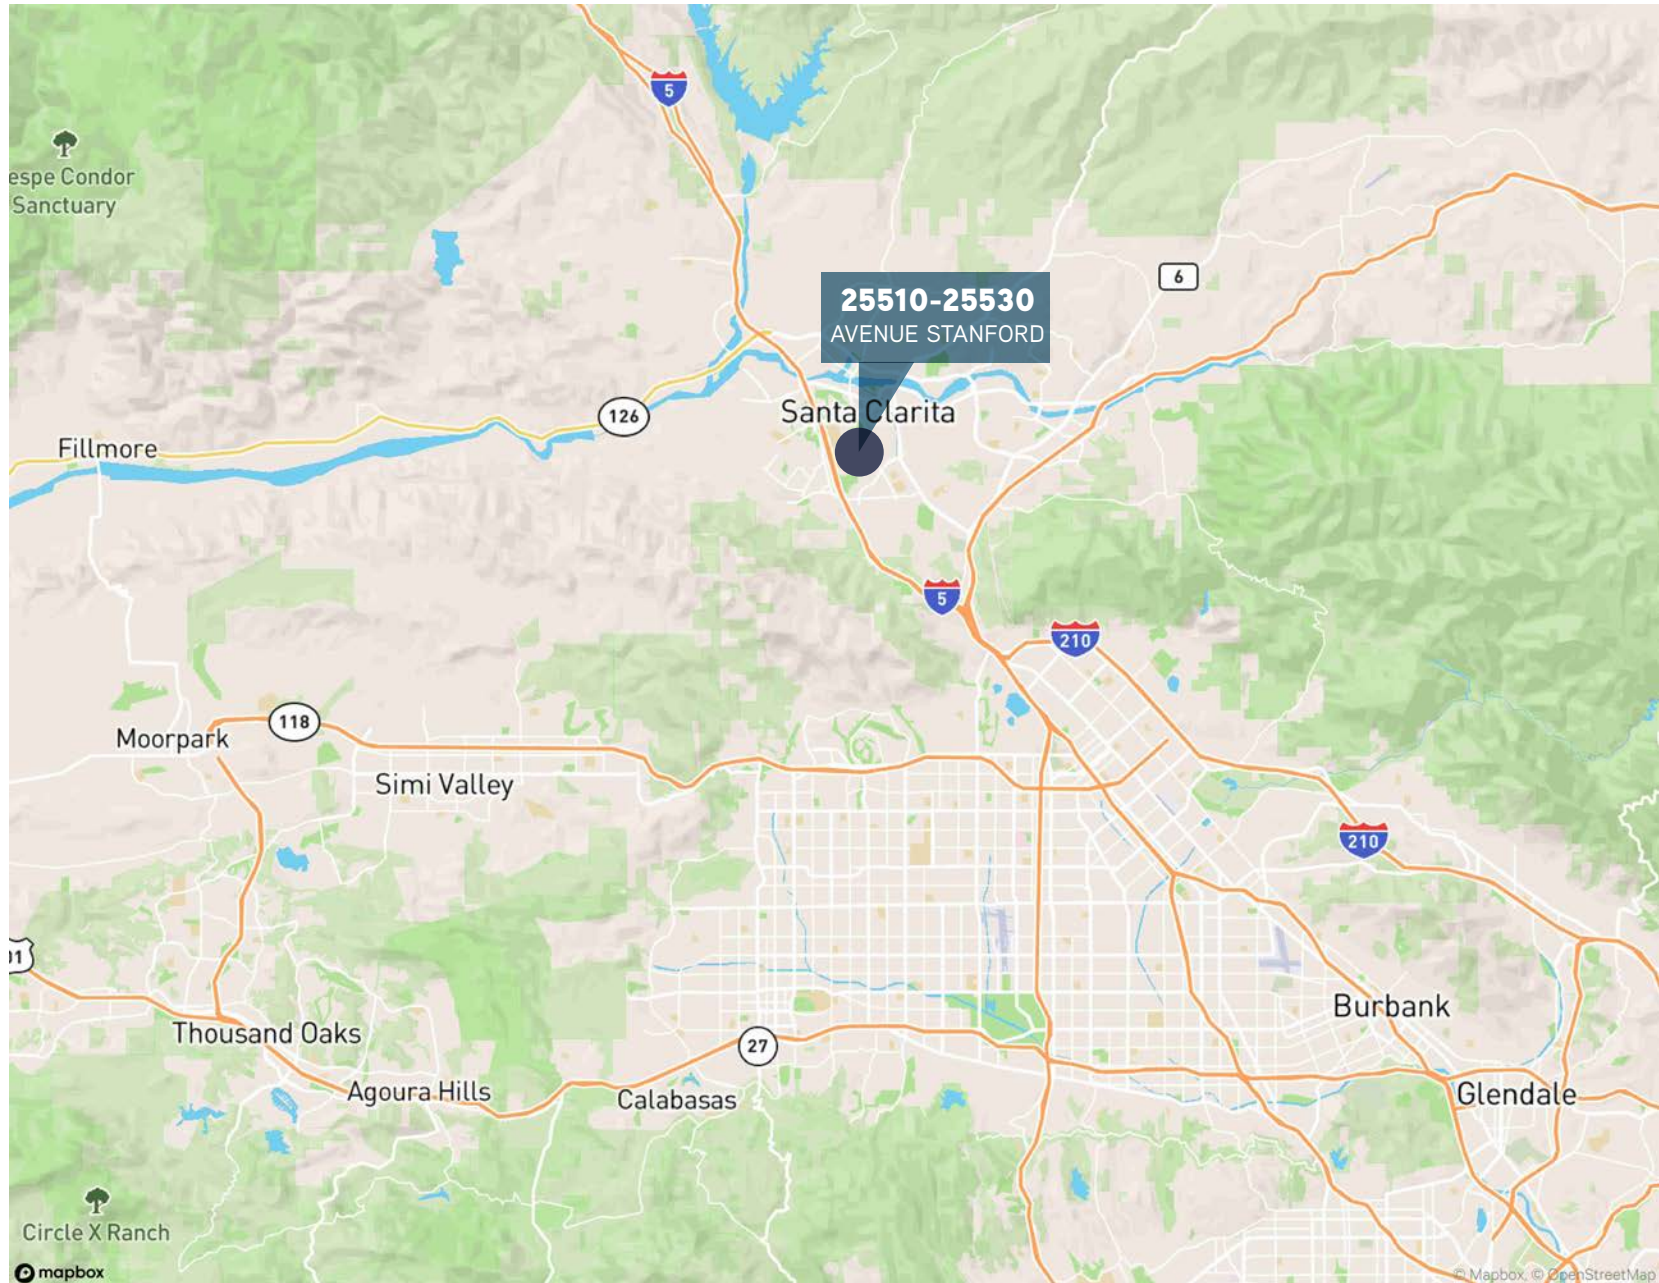 5
espe Condor
Sanctuary
6
25510-25530
AVENUE STANFORD
Santa Clarita
126
Fillmore
5
210
118
Moorpark
Simi Valley
210
01
Burbank
Thousand Oaks
27
Agoura Hills
Calabasas
Glendale
Circle X Ranch
mapbox
© Mapbox, © OpenStreetMap